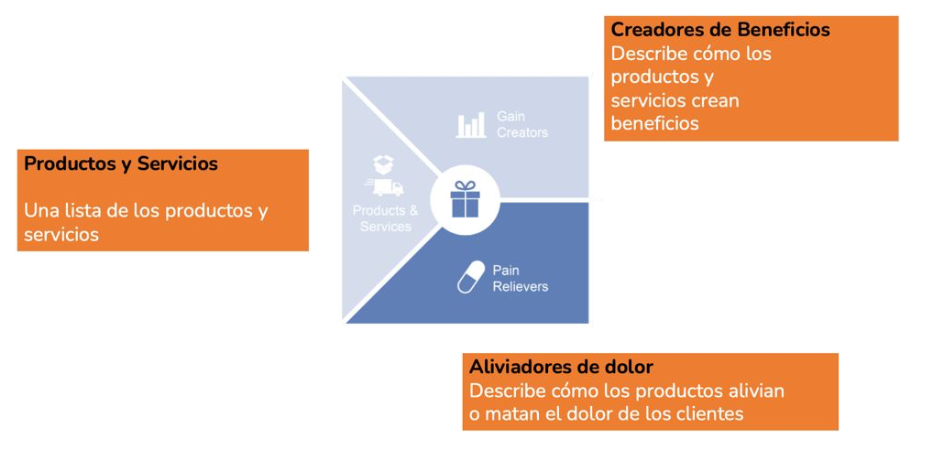 Creadores de Beneficios
Describe cómo los
productos y
servicios crean
beneficios
Gain
Creators
Productos y Servicios
Una lista de los productos y
servicios
Products &
Services
Pain
Relievers
Aliviadores de dolor
Describe cómo los productos alivian
o matan el dolor de los clientes